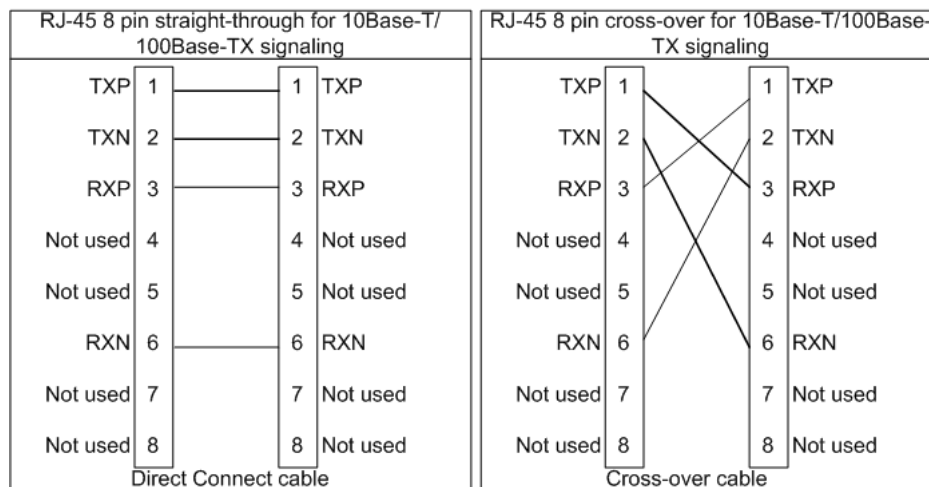 RJ-45 8 pin straight-through for 10Base-T/
100Base-TX signaling
TXP 1 1 TXP
TXN 2 2 TXN
RXP 3 3 RXP
Not used 4 4 Not used
Not used 5 5 Not used
RXN 6 6 RXN
Not used 7 7 Not used
Not used 8 8 Not used
Direct Connect cable
RJ-45 8 pin cross-over for 10Base-T/100Base-
TX signaling
TXP 1 1 TXP
TXN 2 2 TXN
RXP 3 3 RXP
Not used 4 4 Not used
Not used 5 5 Not used
RXN 6 6 RXN
Not used 7 7 Not used
Not used 8 8 Not used
Cross-over cable